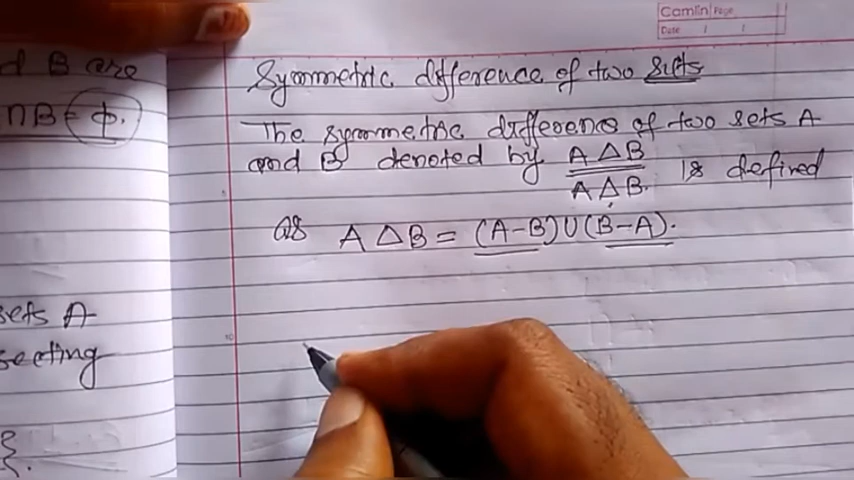 Camlin Page
Date / /
d B are
∩B = ϕ.
sets A
secting
}.
Symmetric difference of two sets
The symmetric difference of two sets A
and B denoted by A △ B is defined
A △ B.
as A △ B = (A-B)∪(B-A).